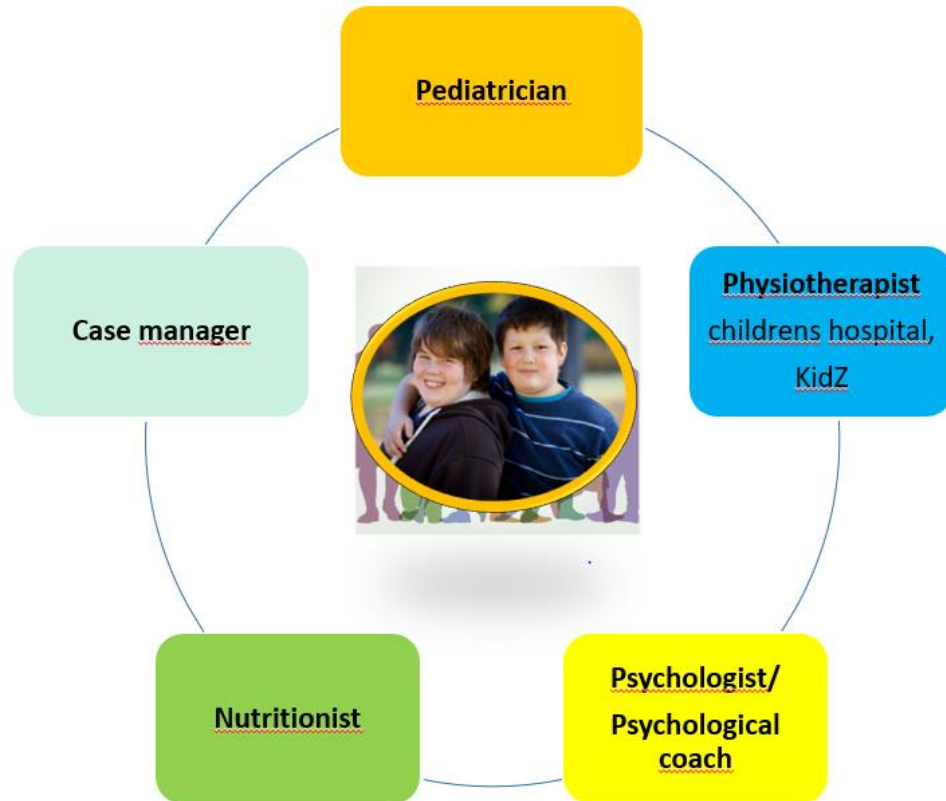 Pediatrician
Case manager
Physiotherapist
childrens hospital,
KidZ
Nutritionist
Psychologist/
Psychological
coach